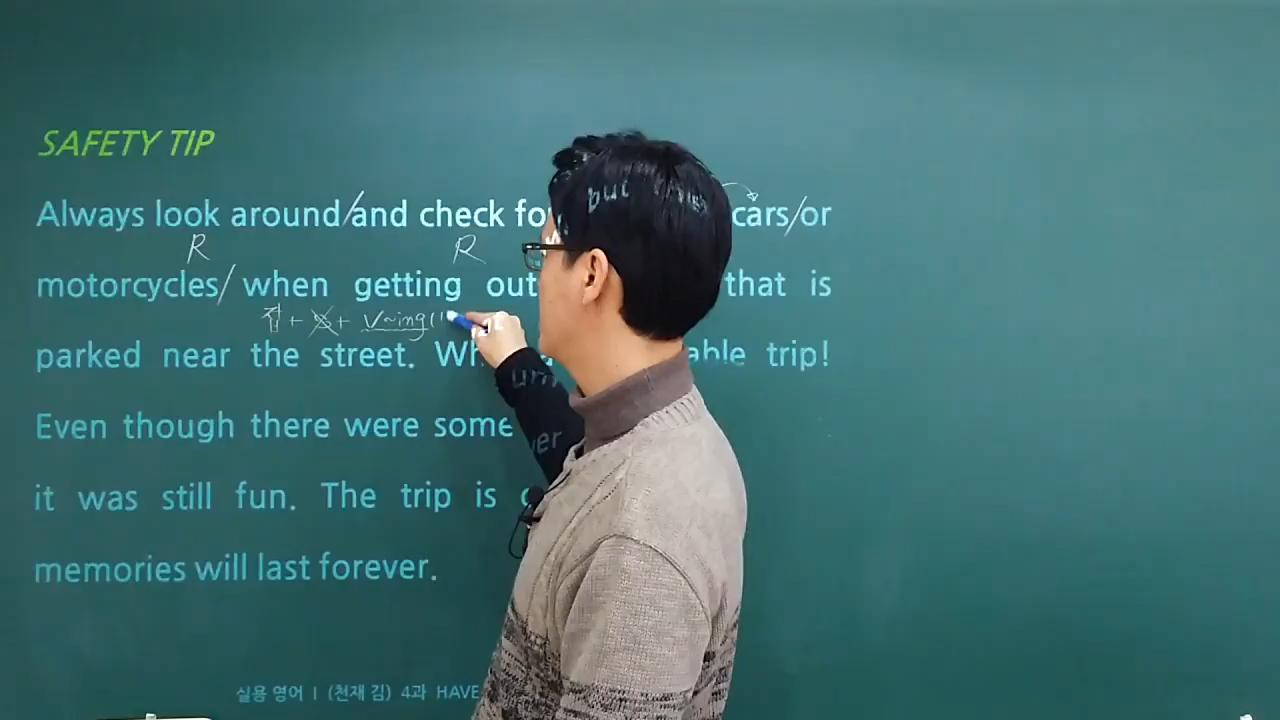 SAFETY TIP
Always look around/and check for cars/or
R R
motorcycles/when getting out that is
접+S+V~ing
parked near the street. able trip!
Even though there were some
it was still fun. The trip is
memories will last forever.
실용 영어 I (천재 김) 4과 HAVE